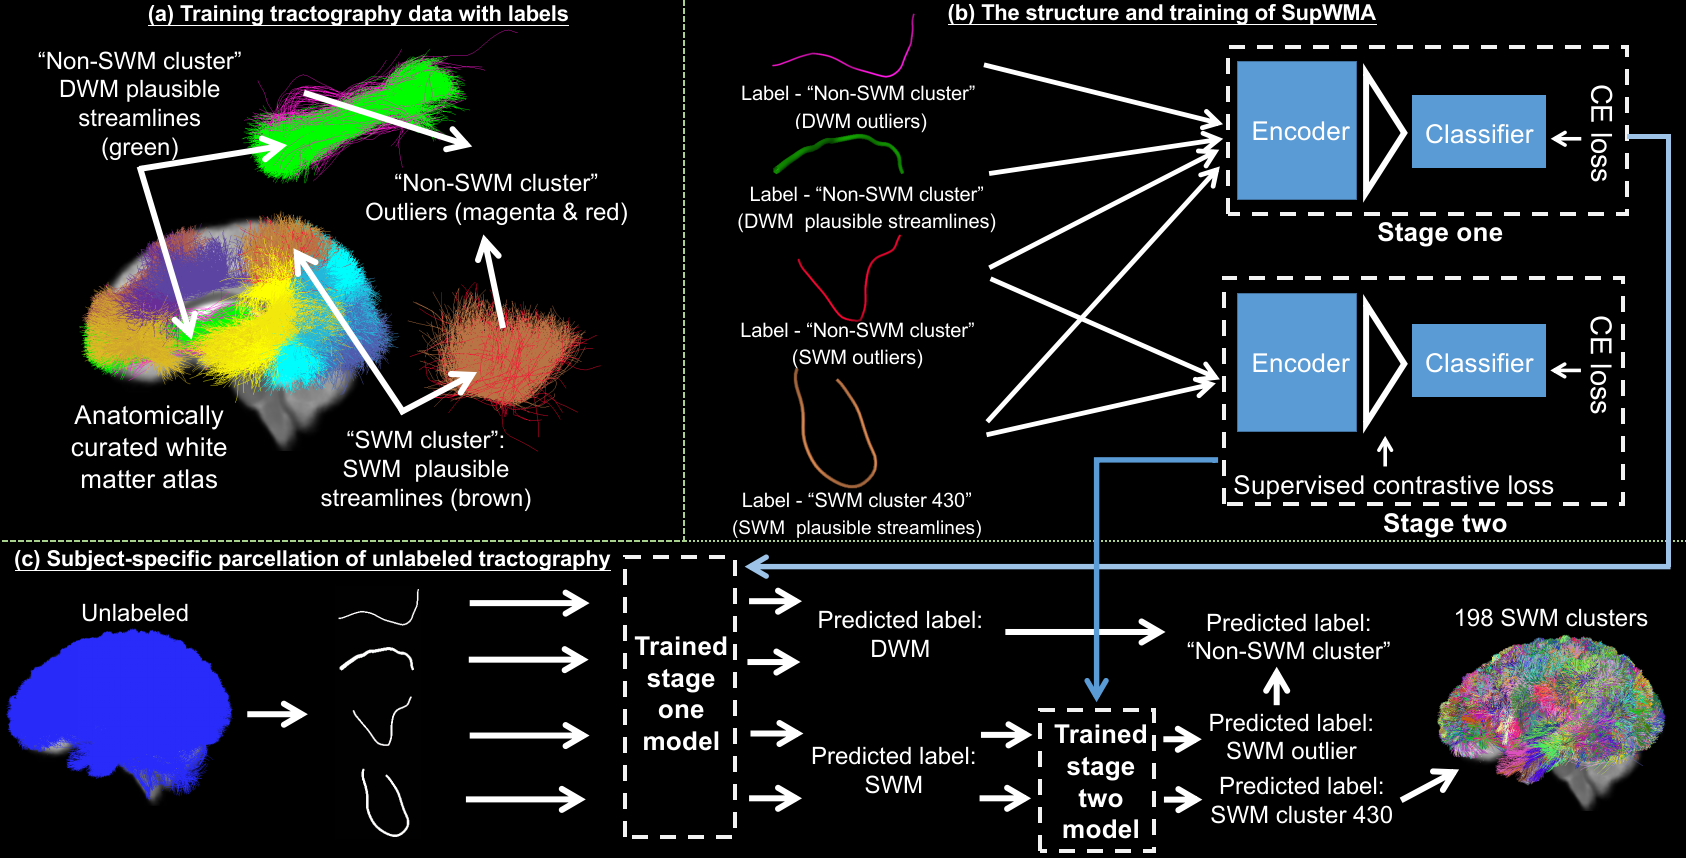 (a) Training tractography data with labels
“Non-SWM cluster”
DWM plausible
streamlines
(green)
“Non-SWM cluster”
Outliers (magenta & red)
Anatomically
curated white
matter atlas
“SWM cluster”:
SWM plausible
streamlines (brown)
(b) The structure and training of SupWMA
Label - “Non-SWM cluster”
(DWM outliers)
Label - “Non-SWM cluster”
(DWM plausible streamlines)
Label - “Non-SWM cluster”
(SWM outliers)
Label - “SWM cluster 430”
(SWM plausible streamlines)
Encoder
Classifier
CE loss
Stage one
Encoder
Classifier
CE loss
Supervised contrastive loss
Stage two
(c) Subject-specific parcellation of unlabeled tractography
Unlabeled
Trained
stage
one
model
Predicted label:
DWM
Predicted label:
SWM
Trained
stage
two
model
Predicted label:
“Non-SWM cluster”
Predicted label:
SWM outlier
Predicted label:
SWM cluster 430
198 SWM clusters